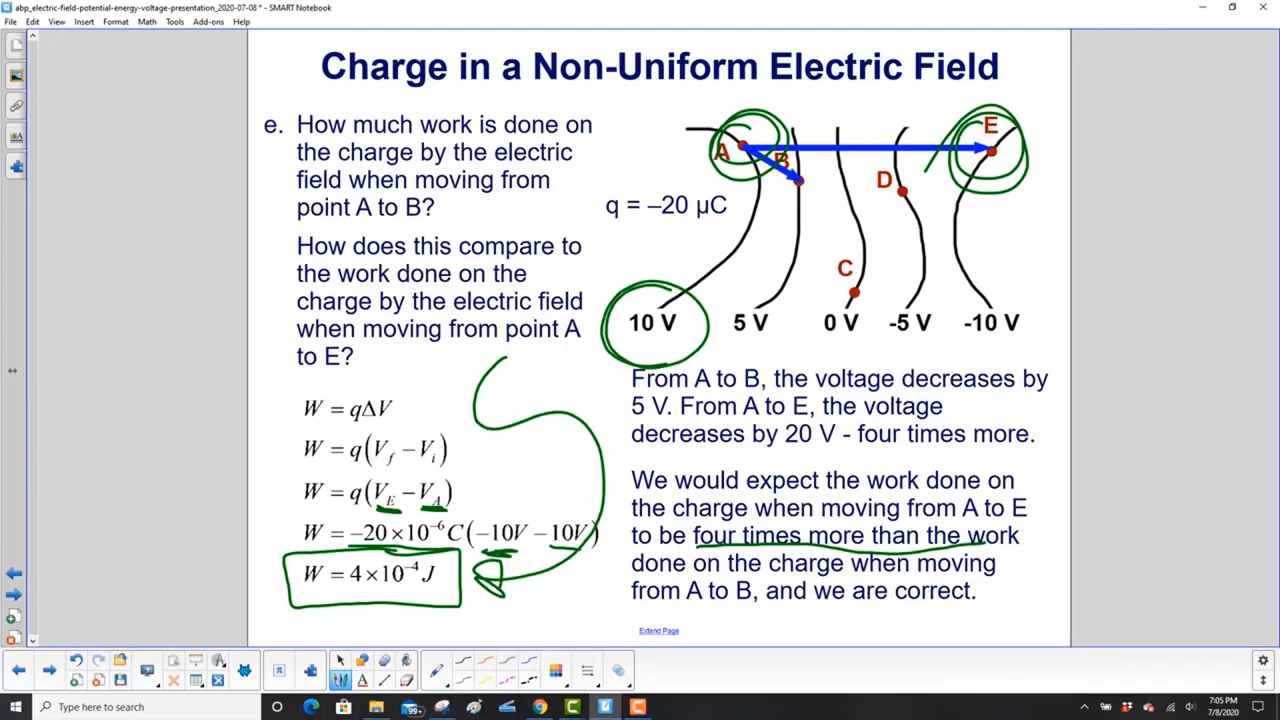 abp_electric-field-potential-energy-voltage-presentation_2020-07-08 * - SMART Notebook
File Edit View Insert Format Math Tools Add-ons Help
Charge in a Non-Uniform Electric Field
e. How much work is done on
the charge by the electric
field when moving from
point A to B?
How does this compare to
the work done on the
charge by the electric field
when moving from point A
to E?
W = qΔV
W = q(V_f − V_i)
W = q(V_E − V_A)
W = −20×10⁻⁶ C(−10V − 10V)
W = 4×10⁻⁴ J
q = –20 µC
A
B
C
D
E
10 V 5 V 0 V -5 V -10 V
From A to B, the voltage decreases by
5 V. From A to E, the voltage
decreases by 20 V - four times more.
We would expect the work done on
the charge when moving from A to E
to be four times more than the work
done on the charge when moving
from A to B, and we are correct.
Extend Page
Type here to search
99+
7:05 PM
7/8/2020